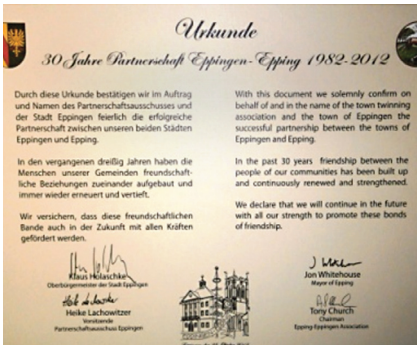 Urkunde
30 Jahre Partnerschaft Eppingen-Epping 1982-2012
Durch diese Urkunde bestätigen wir im Auftrag
und Namen des Partnerschaftsausschusses und
der Stadt Eppingen feierlich die erfolgreiche
Partnerschaft zwischen unseren beiden Städten
Eppingen und Epping.
In den vergangenen dreißig Jahren haben die
Menschen unserer Gemeinden freundschaft-
liche Beziehungen zueinander aufgebaut und
immer wieder erneuert und vertieft.
Wir versichern, dass diese freundschaftlichen
Bande auch in der Zukunft mit allen Kräften
gefördert werden.
Klaus Holaschke
Oberbürgermeister der Stadt Eppingen
Heike Lachowitzer
Vorsitzende
Partnerschaftsausschuss Eppingen
With this document we solemnly confirm on
behalf of and in the name of the town twinning
association and the town of Eppingen the
successful partnership between the towns of
Eppingen and Epping.
In the past 30 years friendship between the
people of our communities has been built up
and continuously renewed and strengthened.
We declare that we will continue in the future
with all our strength to promote these bonds
of friendship.
Jon Whitehouse
Mayor of Epping
Tony Church
Chairman
Epping-Eppingen Association